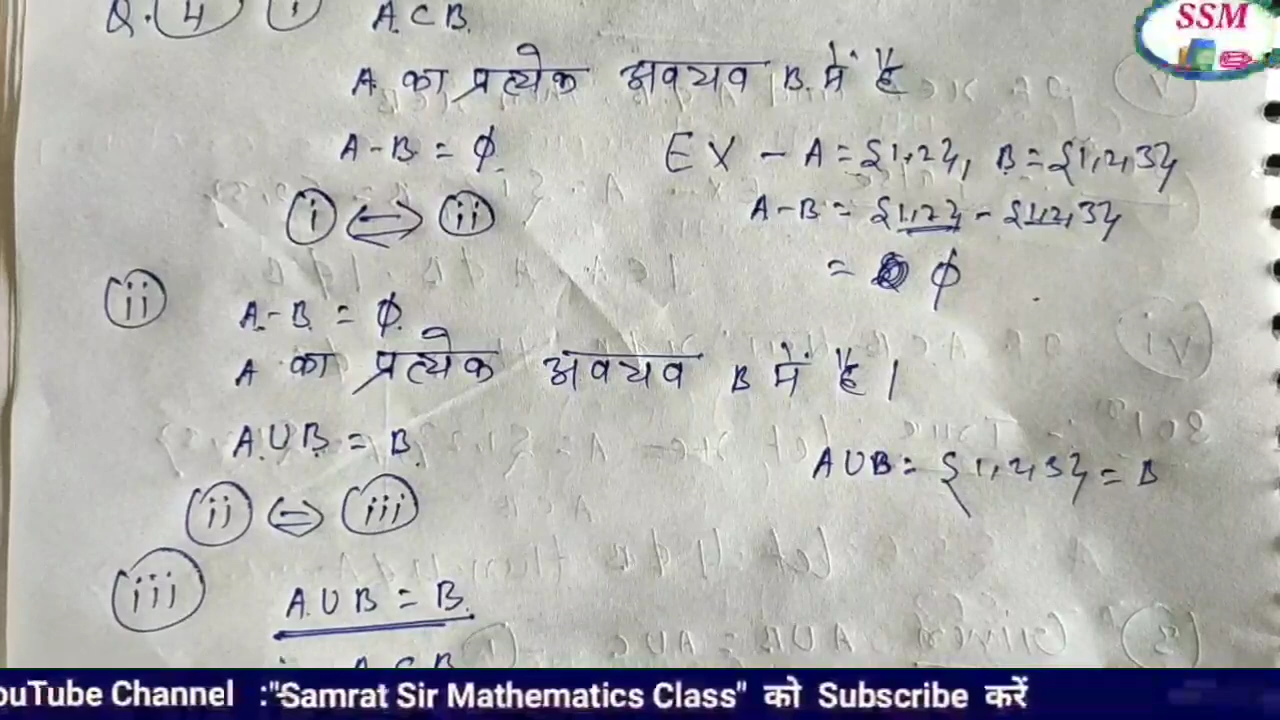 Q. 4 i A ⊂ B.
SSM
A का प्रत्येक अवयव B में है
A - B = ϕ. EX - A = {1,2}, B = {1,2,3}
i ⟺ ii A - B = {1,2} - {1,2,3}
= ϕ
ii A - B = ϕ.
A का प्रत्येक अवयव B में है।
A ∪ B = B. A ∪ B = {1,2,3} = B
ii ⟺ iii
iii A ∪ B = B.
A ⊂ B
ouTube Channel :"Samrat Sir Mathematics Class" को Subscribe करें